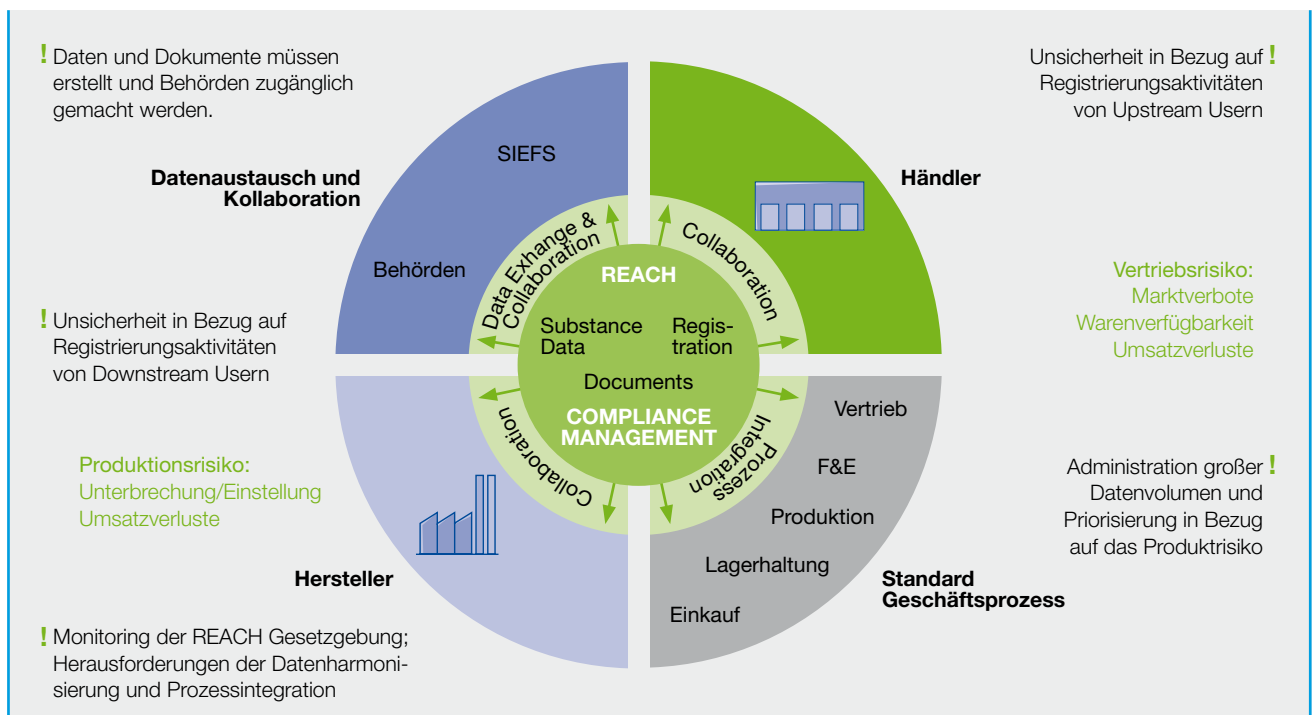 ! Daten und Dokumente müssen
erstellt und Behörden zugänglich
gemacht werden.
Unsicherheit in Bezug auf !
Registrierungsaktivitäten
von Upstream Usern
SIEFS
Datenaustausch und
Kollaboration
Händler
Behörden
Data Exhange &
Collaboration
Collaboration
REACH
Substance
Data
Regis-
tration
Documents
COMPLIANCE
MANAGEMENT
Vertriebsrisiko:
Marktverbote
Warenverfügbarkeit
Umsatzverluste
! Unsicherheit in Bezug auf
Registrierungsaktivitäten
von Downstream Usern
Produktionsrisiko:
Unterbrechung/Einstellung
Umsatzverluste
Collaboration
Prozess
Integration
Vertrieb
F&E
Produktion
Lagerhaltung
Einkauf
Administration großer !
Datenvolumen und
Priorisierung in Bezug
auf das Produktrisiko
Hersteller
Standard
Geschäftsprozess
! Monitoring der REACH Gesetzgebung;
Herausforderungen der Datenharmoni-
sierung und Prozessintegration